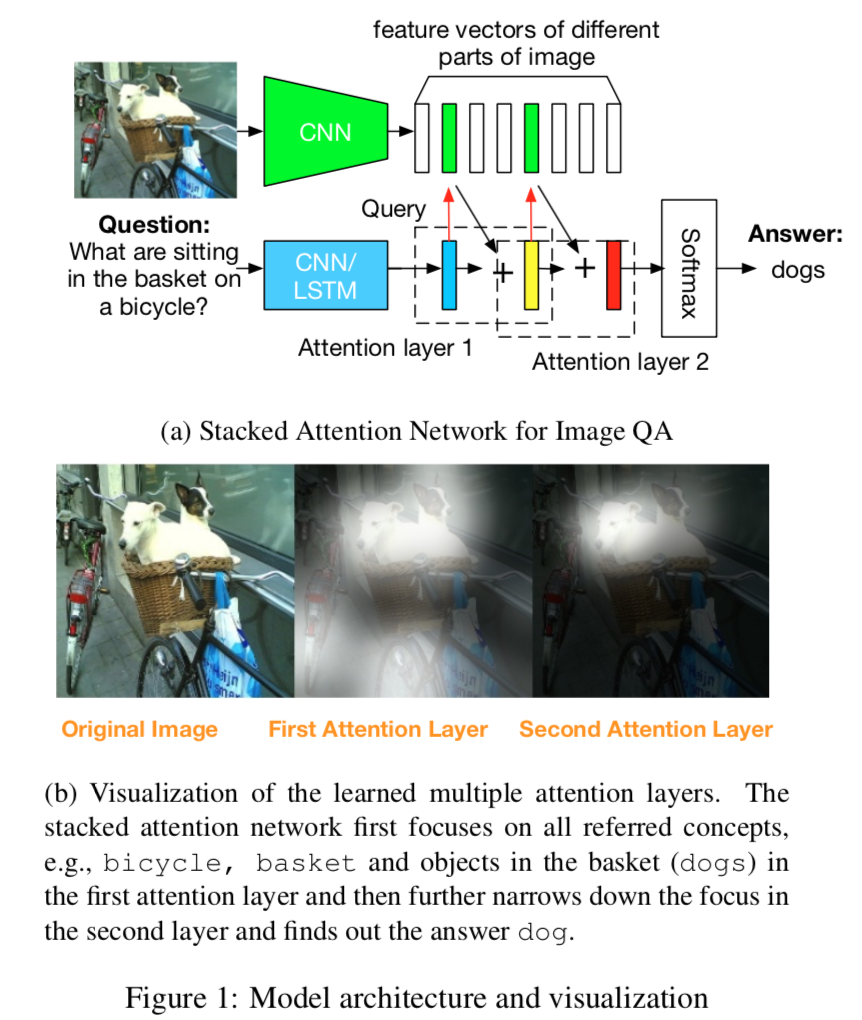 feature vectors of different
parts of image
CNN
Query
Question:
What are sitting
in the basket on
a bicycle?
CNN/
LSTM
+
+
Softmax
Answer:
dogs
Attention layer 1
Attention layer 2
(a) Stacked Attention Network for Image QA
Original Image
First Attention Layer
Second Attention Layer
(b) Visualization of the learned multiple attention layers. The
stacked attention network first focuses on all referred concepts,
e.g., bicycle, basket and objects in the basket (dogs) in
the first attention layer and then further narrows down the focus in
the second layer and finds out the answer dog.
Figure 1: Model architecture and visualization